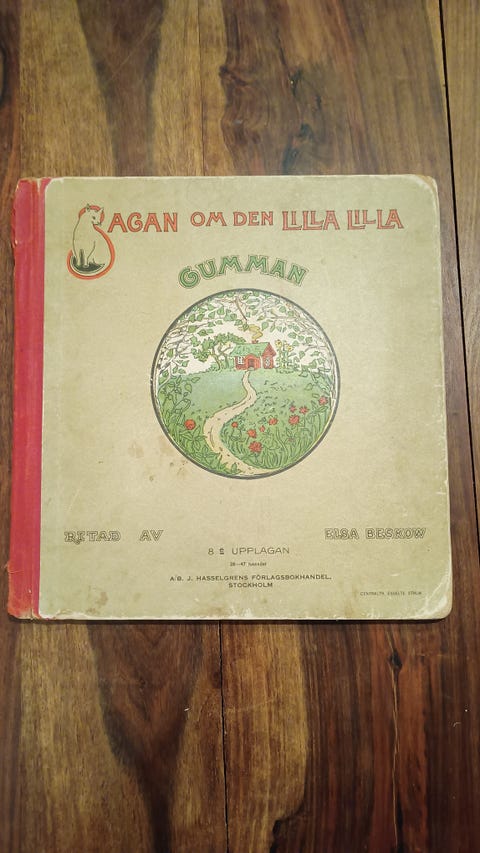 SAGAN OM DEN LILLA LILLA
GUMMAN
RITAD AV ELSA BESKOW
8 E UPPLAGAN
A/B. J. HASSELGRENS FÖRLAGSBOKHANDEL,
STOCKHOLM
CENTRALTR. ESSELTE STHLM